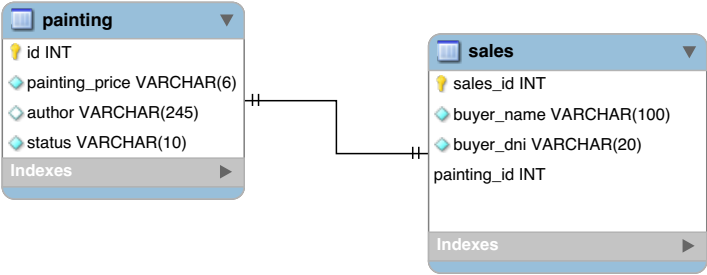 painting
id INT
painting_price VARCHAR(6)
author VARCHAR(245)
status VARCHAR(10)
Indexes
sales
sales_id INT
buyer_name VARCHAR(100)
buyer_dni VARCHAR(20)
painting_id INT
Indexes